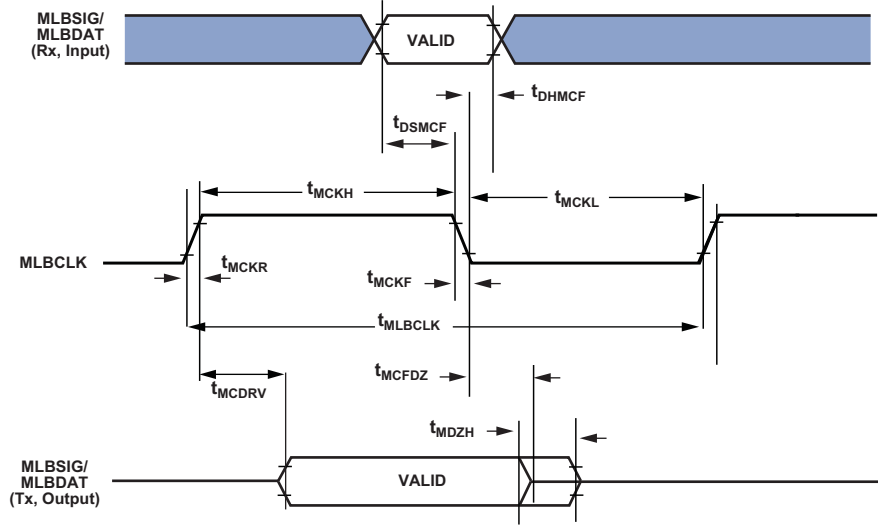 MLBSIG/
MLBDAT
(Rx, Input)
VALID
tDHMCF
tDSMCF
tMCKH
tMCKL
MLBCLK
tMCKR
tMCKF
tMLBCLK
tMCFDZ
tMCDRV
tMDZH
MLBSIG/
MLBDAT
(Tx, Output)
VALID